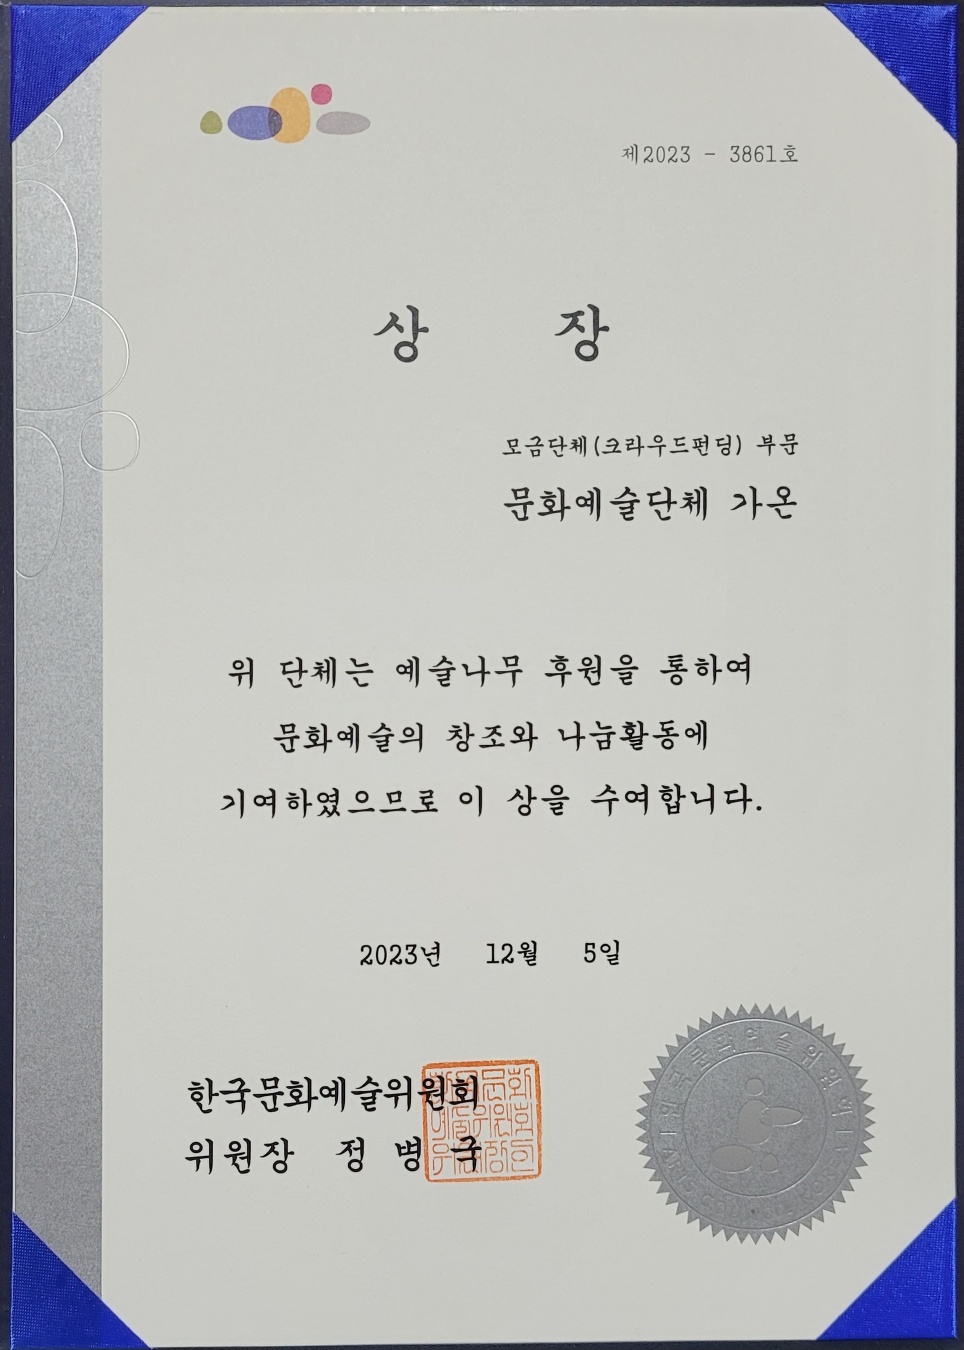 제2023 - 3861호
상 장
모금단체(크라우드펀딩) 부문
문화예술단체 가온
위 단체는 예술나무 후원을 통하여
문화예술의 창조와 나눔활동에
기여하였으므로 이 상을 수여합니다.
2023년 12월 5일
한국문화예술위원회
위원장 정 병 국